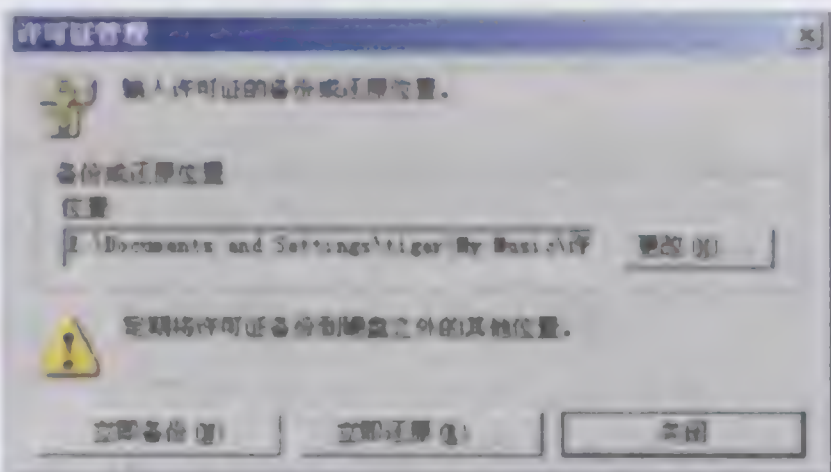 许可证管理
输入许可证的备份或还原位置。
备份或还原位置
位置
\Documents and Settings\tiger My Music\许
更改
定期将许可证备份到硬盘之外的其他位置。
立即备份
立即还原
关闭